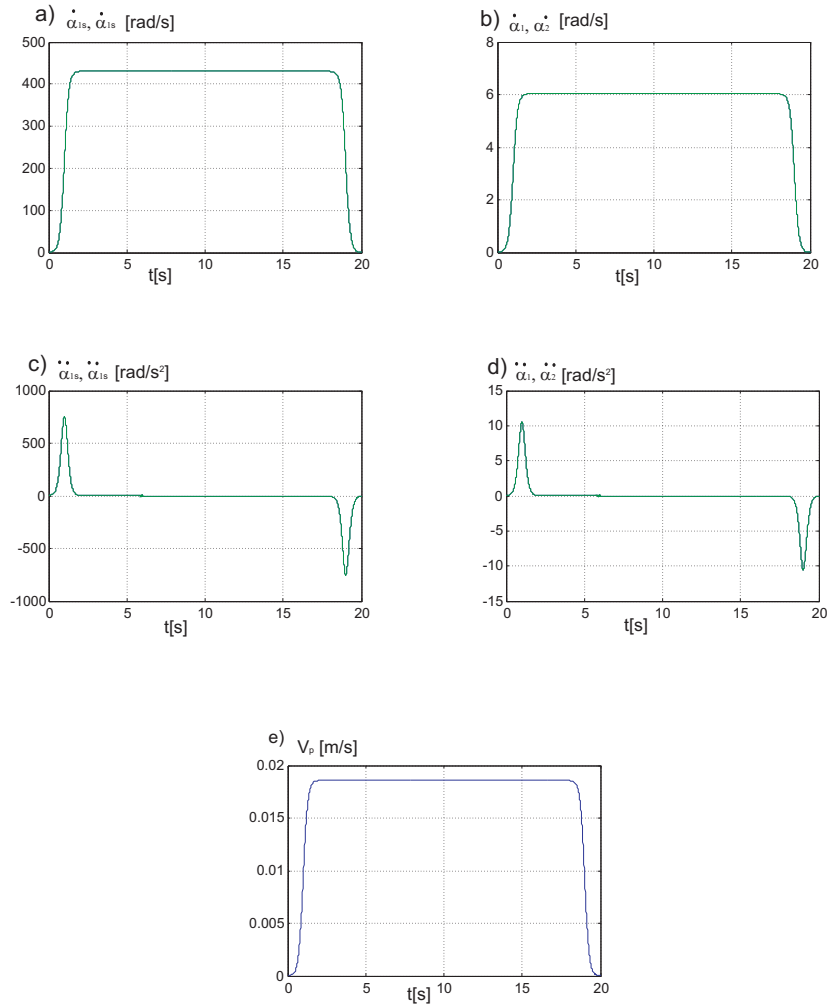 a) α̇₁ₛ, α̇₁ₛ [rad/s]
500
400
300
200
100
0
0 5 10 15 20
t[s]
b) α̇₁, α̇₂ [rad/s]
8
6
4
2
0
0 5 10 15 20
t[s]
c) α̈₁ₛ, α̈₁ₛ [rad/s²]
1000
500
0
-500
-1000
0 5 10 15 20
t[s]
d) α̈₁, α̈₂ [rad/s²]
15
10
5
0
-5
-10
-15
0 5 10 15 20
t[s]
e) Vₚ [m/s]
0.02
0.015
0.01
0.005
0
0 5 10 15 20
t[s]